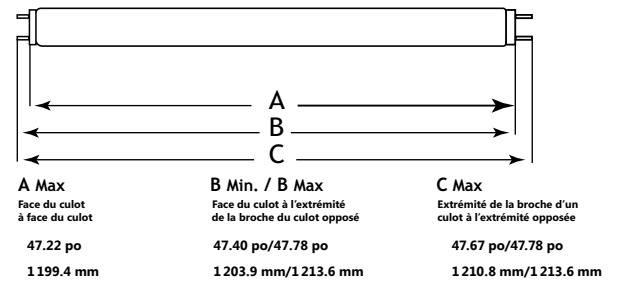 A
B
C
A Max
Face du culot
à face du culot
47.22 po
1 199.4 mm
B Min. / B Max
Face du culot à l'extrémité
de la broche du culot opposé
47.40 po/47.78 po
1 203.9 mm/1 213.6 mm
C Max
Extrémité de la broche d'un
culot à l'extrémité opposée
47.67 po/47.78 po
1 210.8 mm/1 213.6 mm